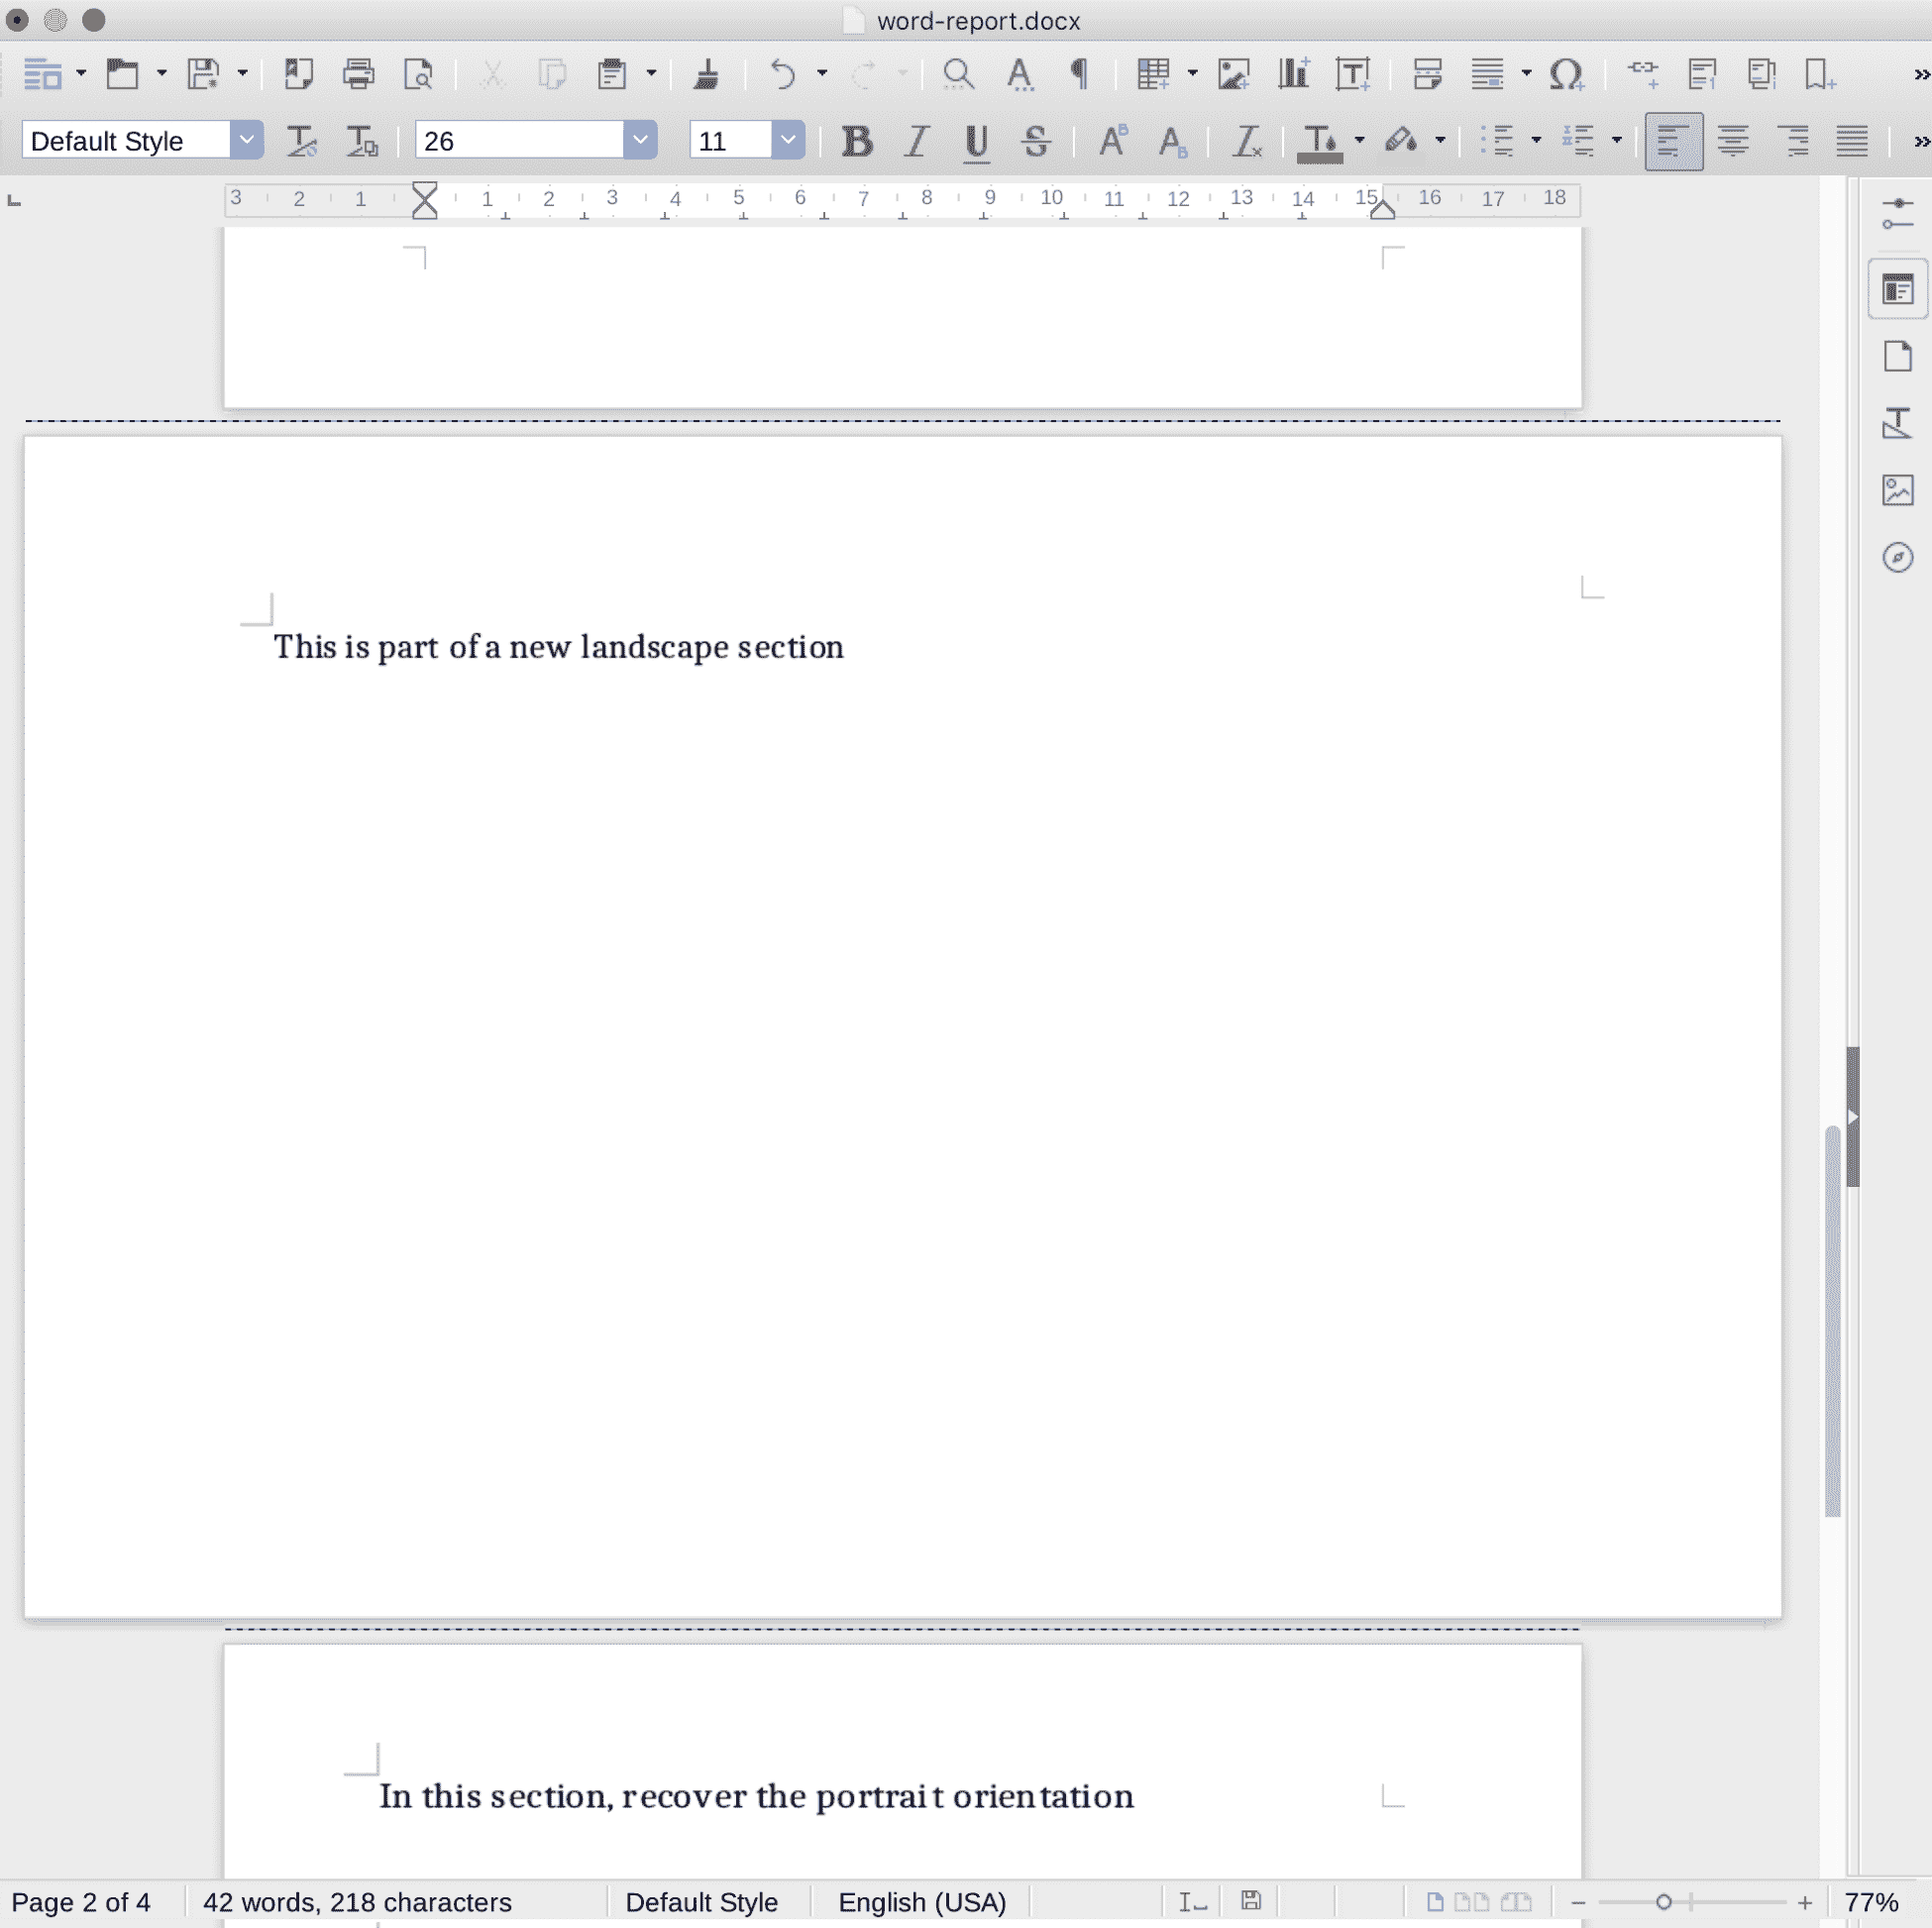 word-report.docx
Default Style 26 11
3 2 1 1 2 3 4 5 6 7 8 9 10 11 12 13 14 15 16 17 18
This is part of a new landscape section
In this section, recover the portrait orientation
Page 2 of 4 42 words, 218 characters Default Style English (USA) 77%